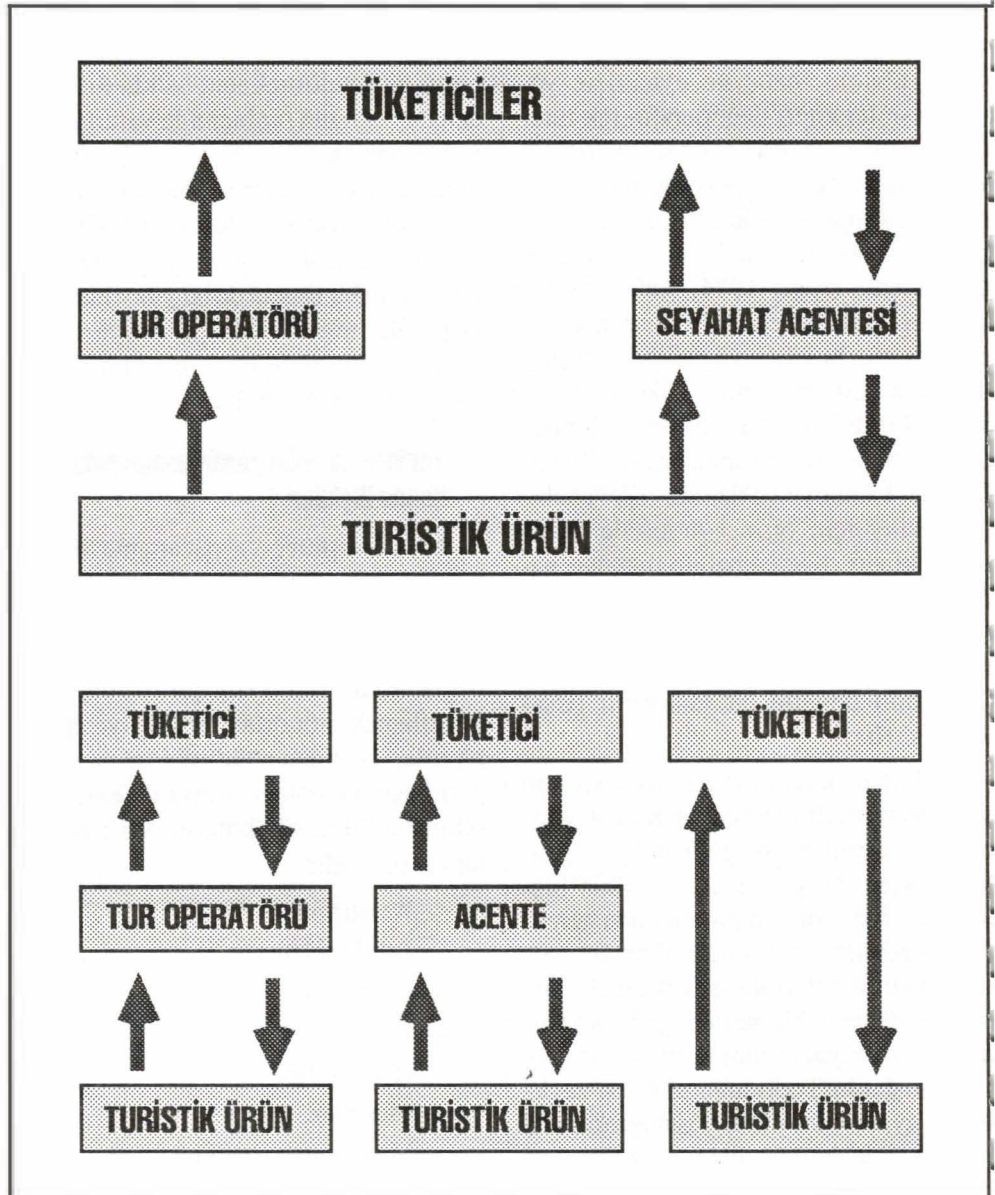 TÜKETİCİLER
TUR OPERATÖRÜ
SEYAHAT ACENTESİ
TURİSTİK ÜRÜN
TÜKETİCİ
TÜKETİCİ
TÜKETİCİ
TUR OPERATÖRÜ
ACENTE
TURİSTİK ÜRÜN
TURİSTİK ÜRÜN
TURİSTİK ÜRÜN